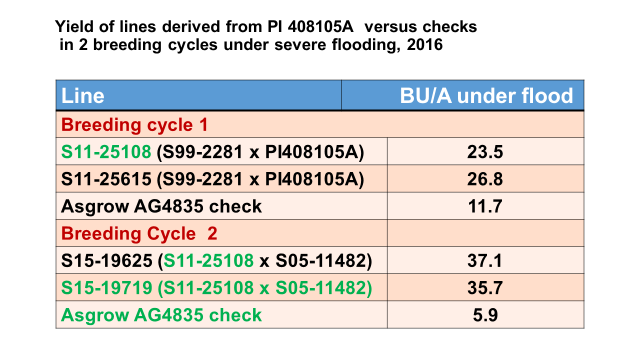 Yield of lines derived from PI 408105A versus checks
in 2 breeding cycles under severe flooding, 2016
Line BU/A under flood
Breeding cycle 1
S11-25108 (S99-2281 x PI408105A) 23.5
S11-25615 (S99-2281 x PI408105A) 26.8
Asgrow AG4835 check 11.7
Breeding Cycle 2
S15-19625 (S11-25108 x S05-11482) 37.1
S15-19719 (S11-25108 x S05-11482) 35.7
Asgrow AG4835 check 5.9